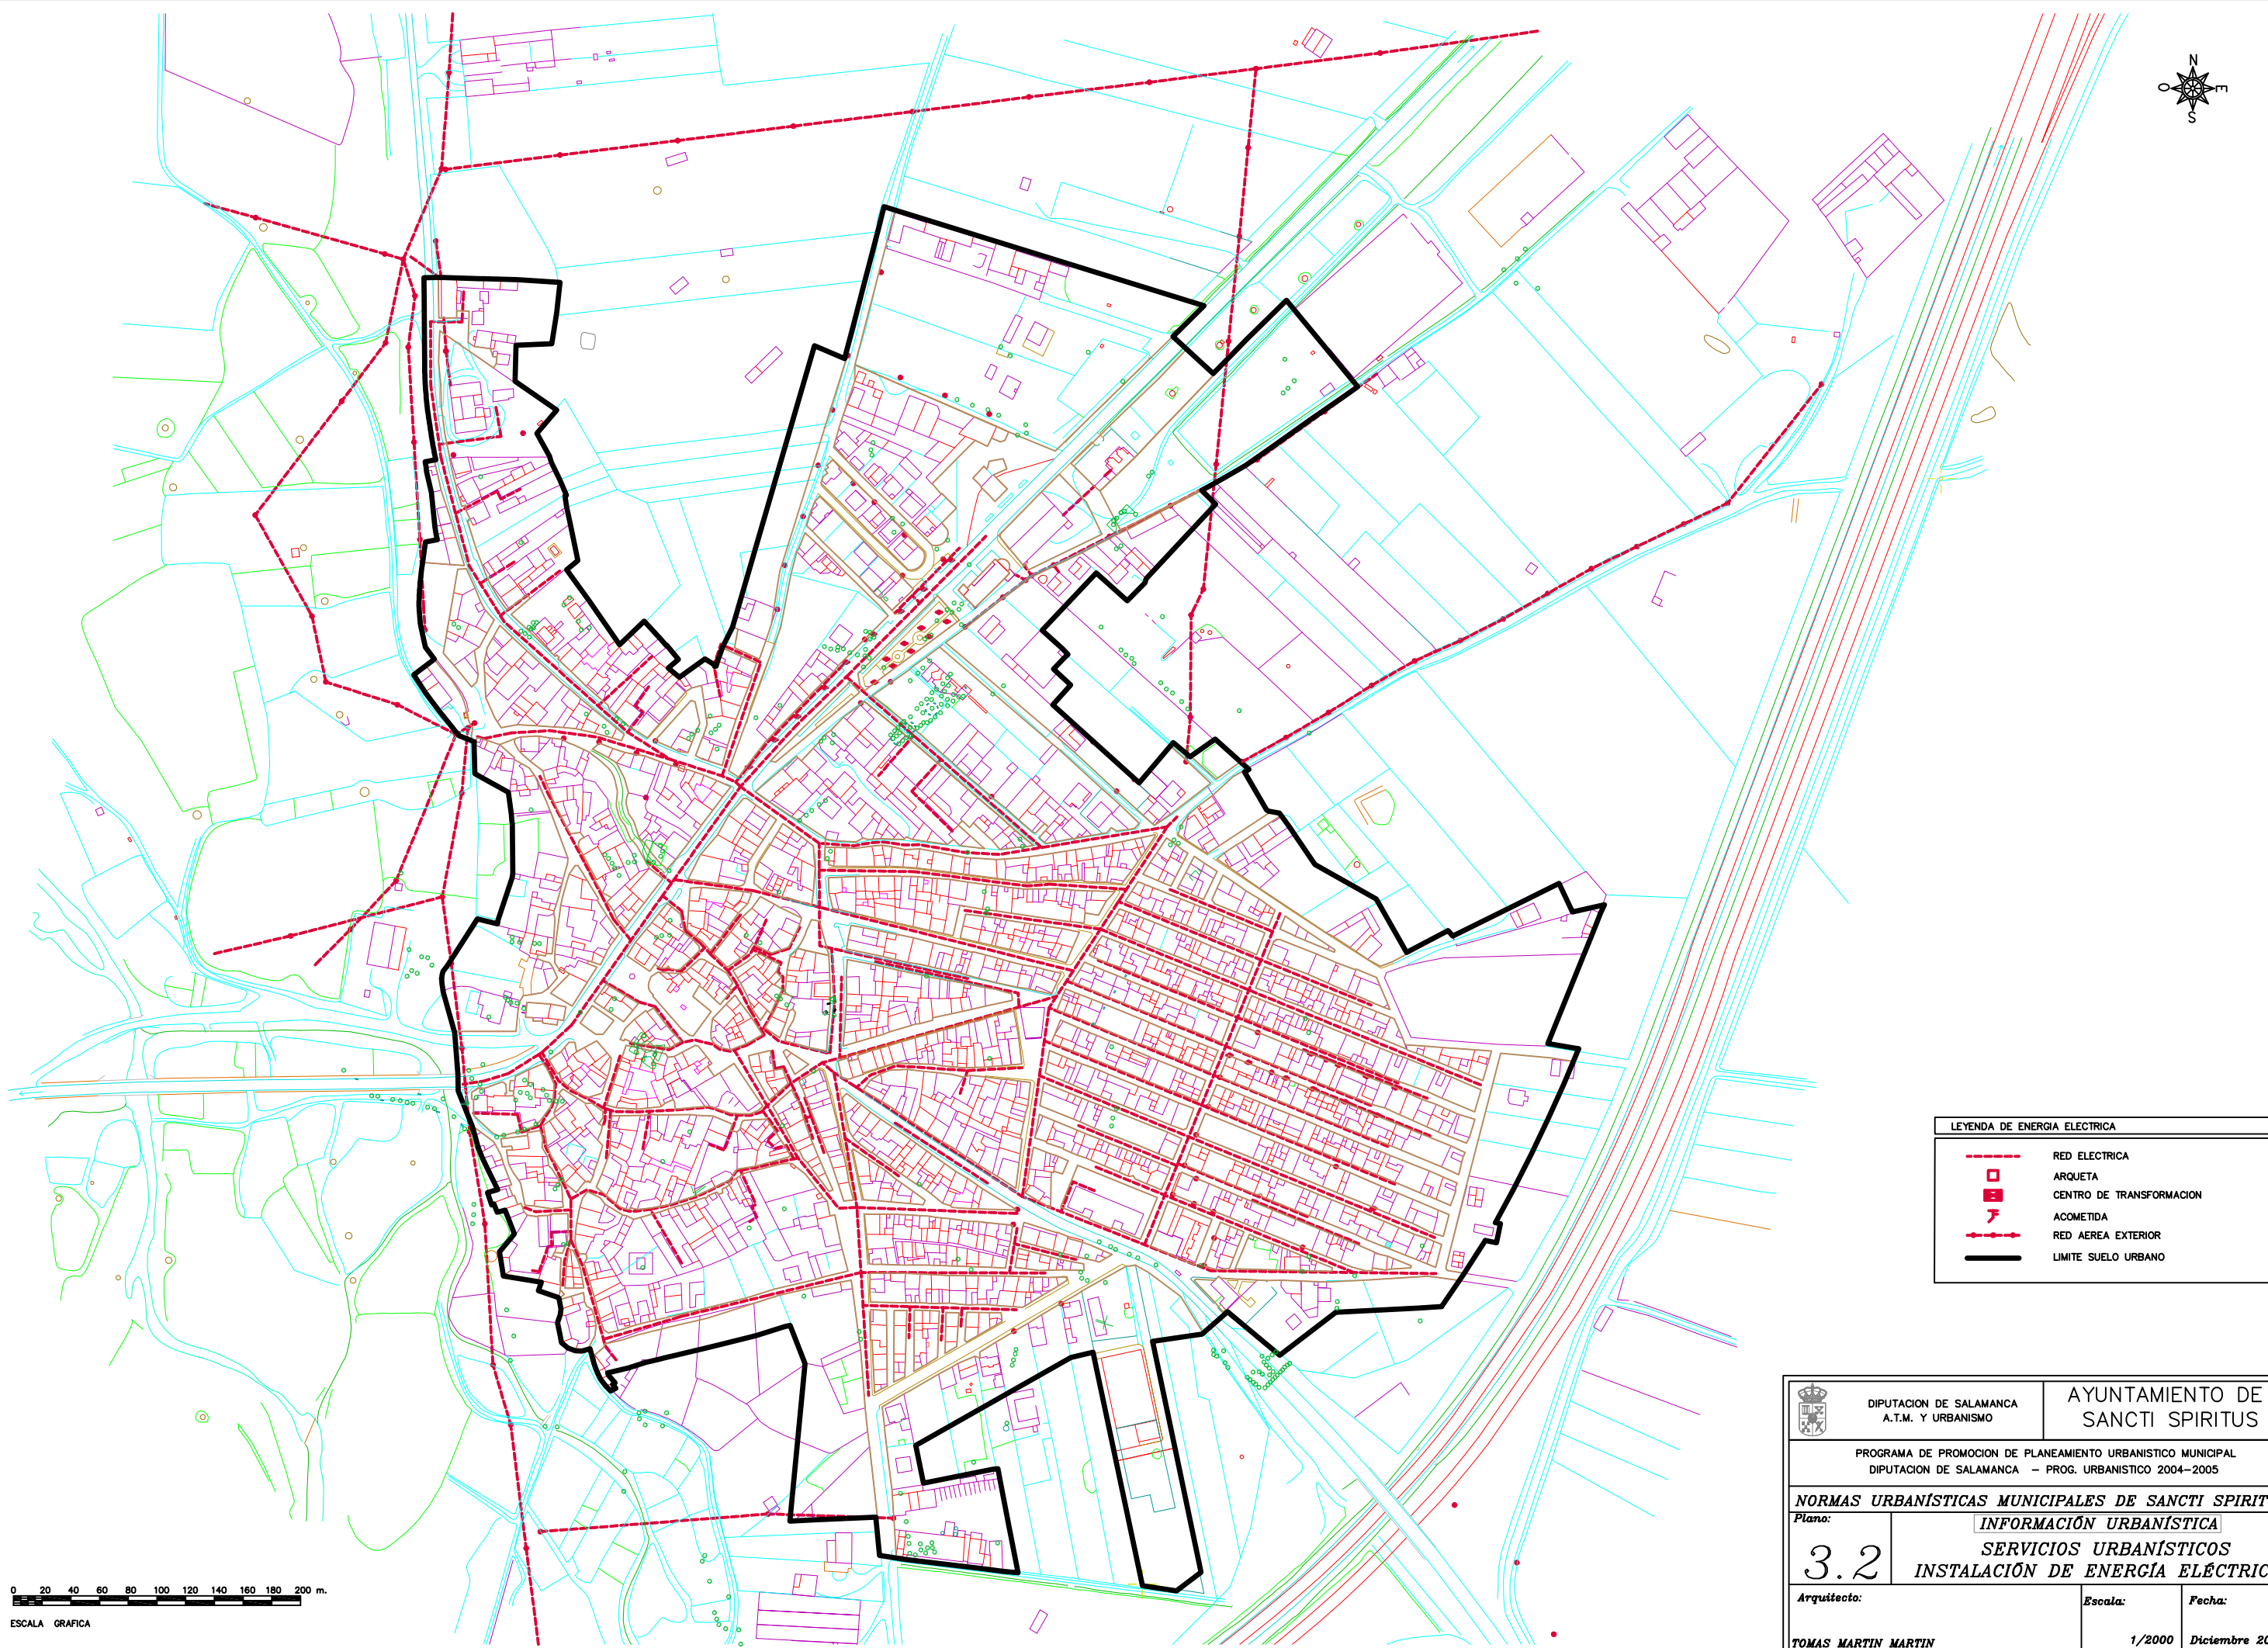 N
O
E
S
LEYENDA DE ENERGIA ELECTRICA
RED ELECTRICA
ARQUETA
CENTRO DE TRANSFORMACION
ACOMETIDA
RED AEREA EXTERIOR
LIMITE SUELO URBANO
DIPUTACION DE SALAMANCA
A.T.M. Y URBANISMO
AYUNTAMIENTO DE
SANCTI SPIRITUS
PROGRAMA DE PROMOCION DE PLANEAMIENTO URBANISTICO MUNICIPAL
DIPUTACION DE SALAMANCA - PROG. URBANISTICO 2004-2005
NORMAS URBANÍSTICAS MUNICIPALES DE SANCTI SPIRIT
Plano:
3.2
INFORMACIÓN URBANÍSTICA
SERVICIOS URBANÍSTICOS
INSTALACIÓN DE ENERGÍA ELÉCTRIC
Arquitecto:
TOMAS MARTIN MARTIN
Escala:
1/2000
Fecha:
Diciembre 20
0 20 40 60 80 100 120 140 160 180 200 m.
ESCALA GRAFICA